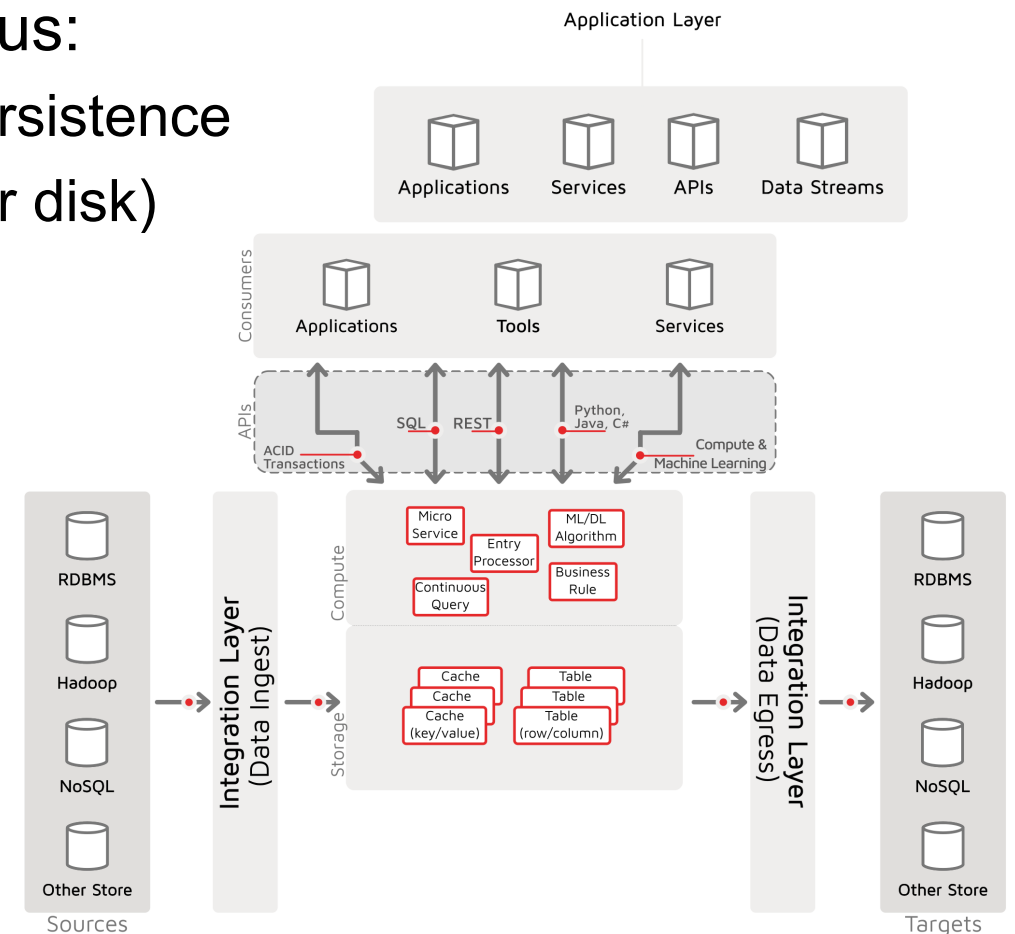 us:
rsistence
r disk)
Application Layer
Applications
Services
APIs
Data Streams
Consumers
Applications
Tools
Services
APIs
SQL
REST
Python,
Java, C#
ACID
Transactions
Compute &
Machine Learning
Sources
RDBMS
Hadoop
NoSQL
Other Store
Integration Layer
(Data Ingest)
Compute
Micro
Service
Entry
Processor
ML/DL
Algorithm
Continuous
Query
Business
Rule
Storage
Cache
Cache
Cache
(key/value)
Table
Table
Table
(row/column)
Integration Layer
(Data Egress)
RDBMS
Hadoop
NoSQL
Other Store
Targets